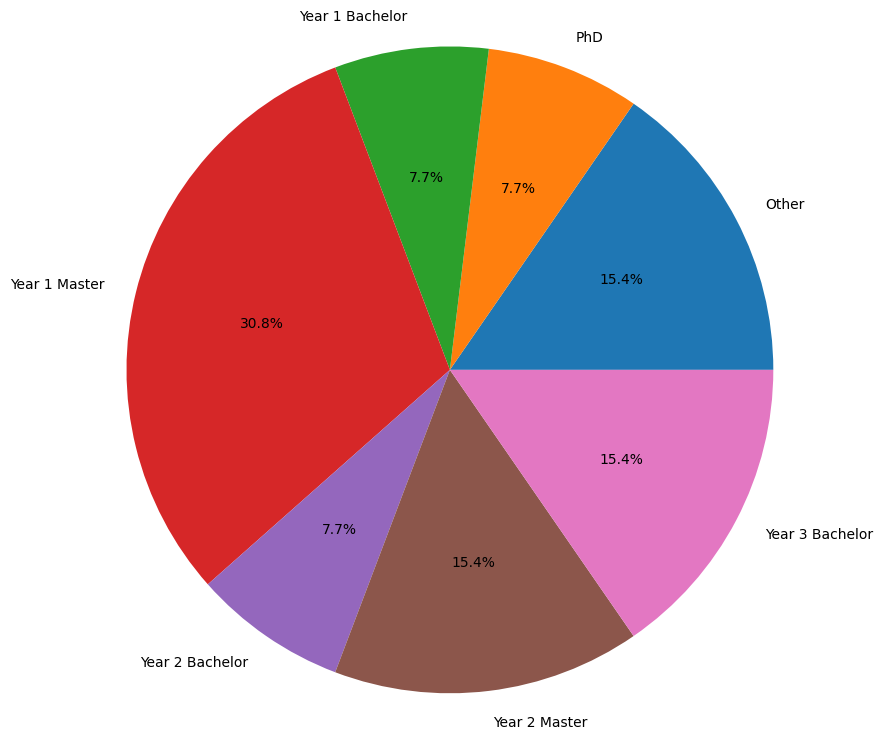 Year 1 Bachelor
PhD
7.7%
7.7%
Other
15.4%
Year 1 Master
30.8%
15.4%
7.7%
15.4%
Year 3 Bachelor
Year 2 Bachelor
Year 2 Master